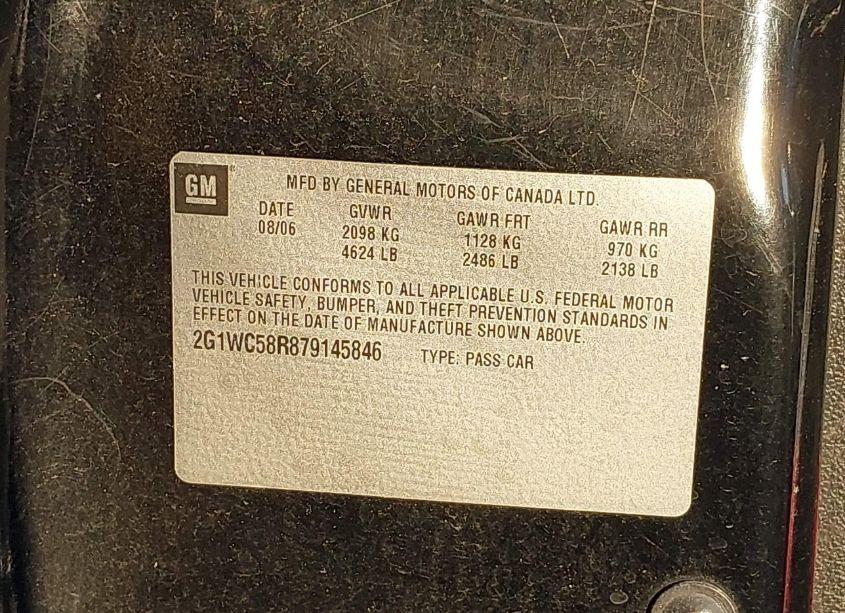 GM ®
MFD BY GENERAL MOTORS OF CANADA LTD.
DATE GVWR GAWR FRT GAWR RR
08/06 2098 KG 1128 KG 970 KG
4624 LB 2486 LB 2138 LB
THIS VEHICLE CONFORMS TO ALL APPLICABLE U.S. FEDERAL MOTOR
VEHICLE SAFETY, BUMPER, AND THEFT PREVENTION STANDARDS IN
EFFECT ON THE DATE OF MANUFACTURE SHOWN ABOVE.
2G1WC58R879145846 TYPE: PASS CAR